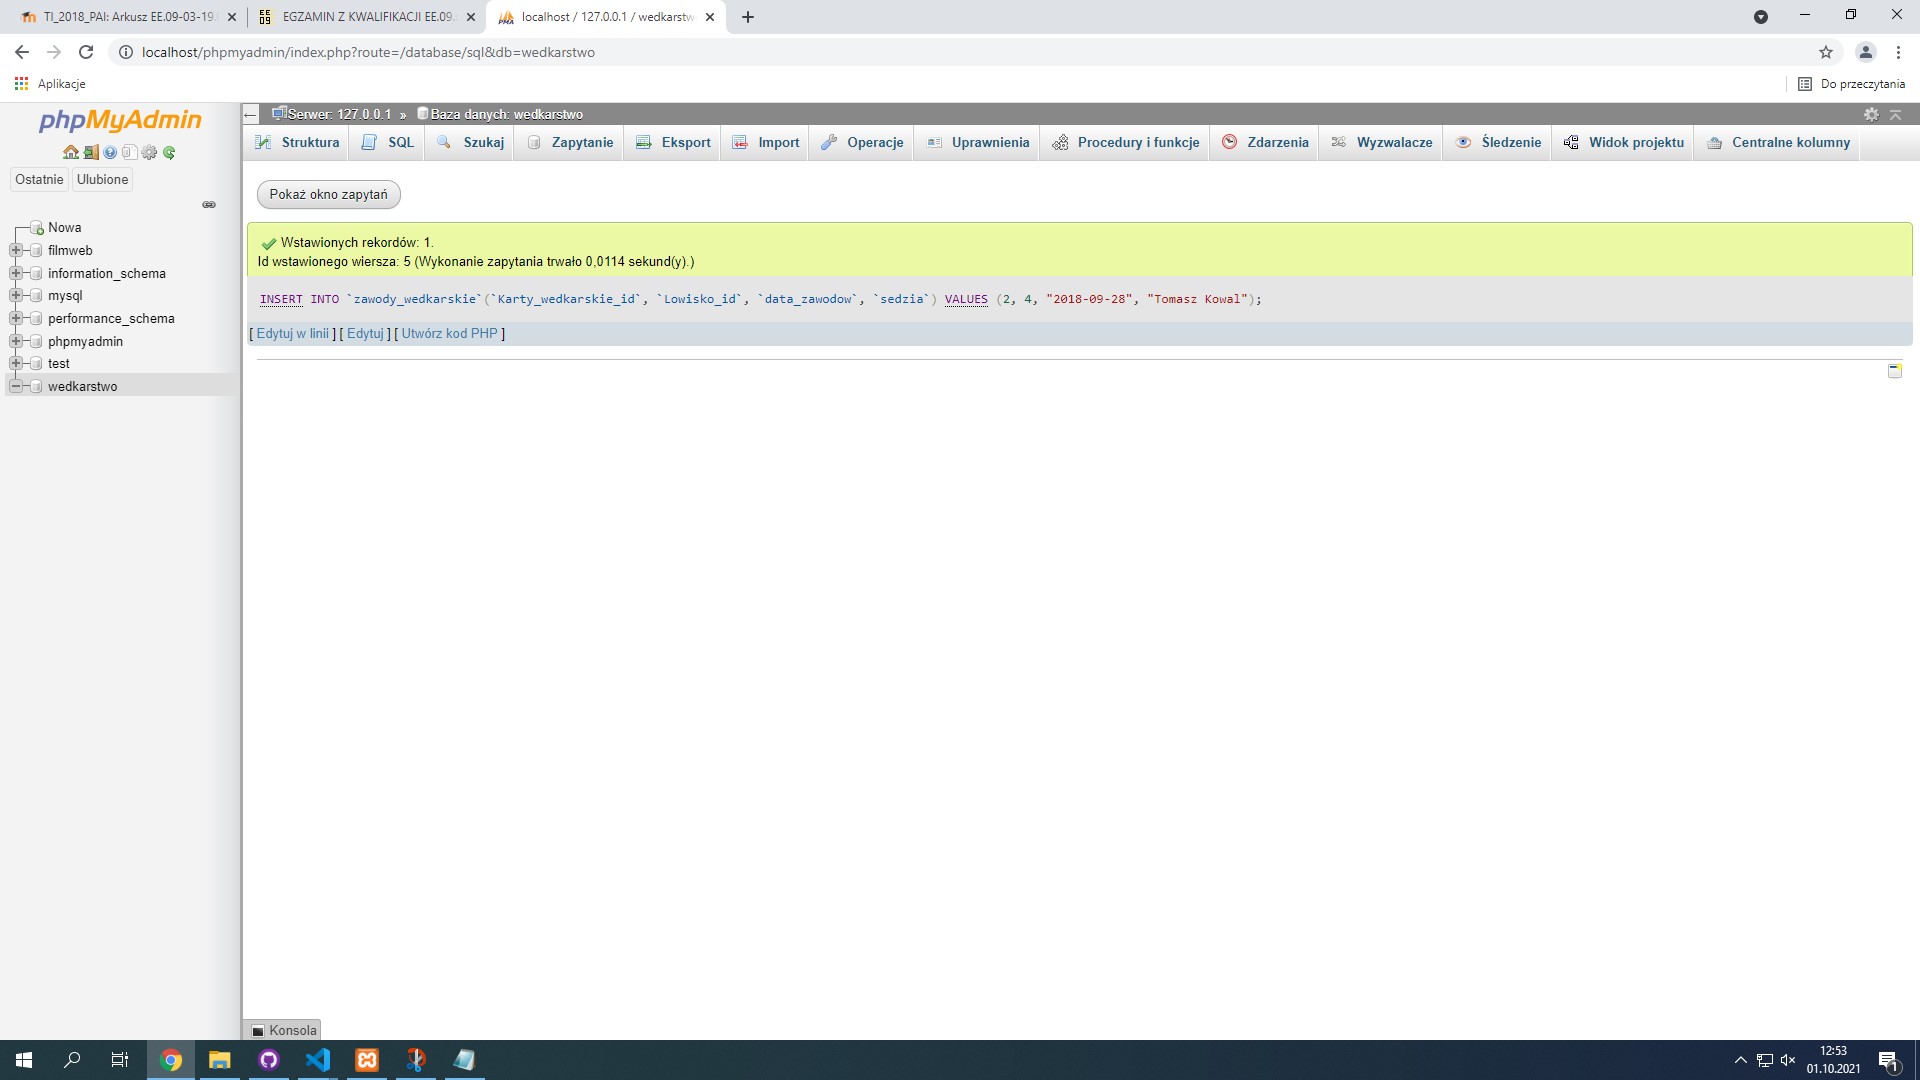 TI_2018_PAI: Arkusz EE.09-03-19.
EGZAMIN Z KWALIFIKACJI EE.09.
localhost / 127.0.0.1 / wedkarstw
localhost/phpmyadmin/index.php?route=/database/sql&db=wedkarstwo
Aplikacje
Do przeczytania
phpMyAdmin
Ostatnie
Ulubione
Nowa
filmweb
information_schema
mysql
performance_schema
phpmyadmin
test
wedkarstwo
Serwer: 127.0.0.1 » Baza danych: wedkarstwo
Struktura SQL Szukaj Zapytanie Eksport Import Operacje Uprawnienia Procedury i funkcje Zdarzenia Wyzwalacze Śledzenie Widok projektu Centralne kolumny
Pokaż okno zapytań
Wstawionych rekordów: 1.
Id wstawionego wiersza: 5 (Wykonanie zapytania trwało 0,0114 sekund(y).)
INSERT INTO `zawody_wedkarskie`(`Karty_wedkarskie_id`, `Lowisko_id`, `data_zawodow`, `sedzia`) VALUES (2, 4, "2018-09-28", "Tomasz Kowal");
[ Edytuj w linii ] [ Edytuj ] [ Utwórz kod PHP ]
Konsola
12:53
01.10.2021
1